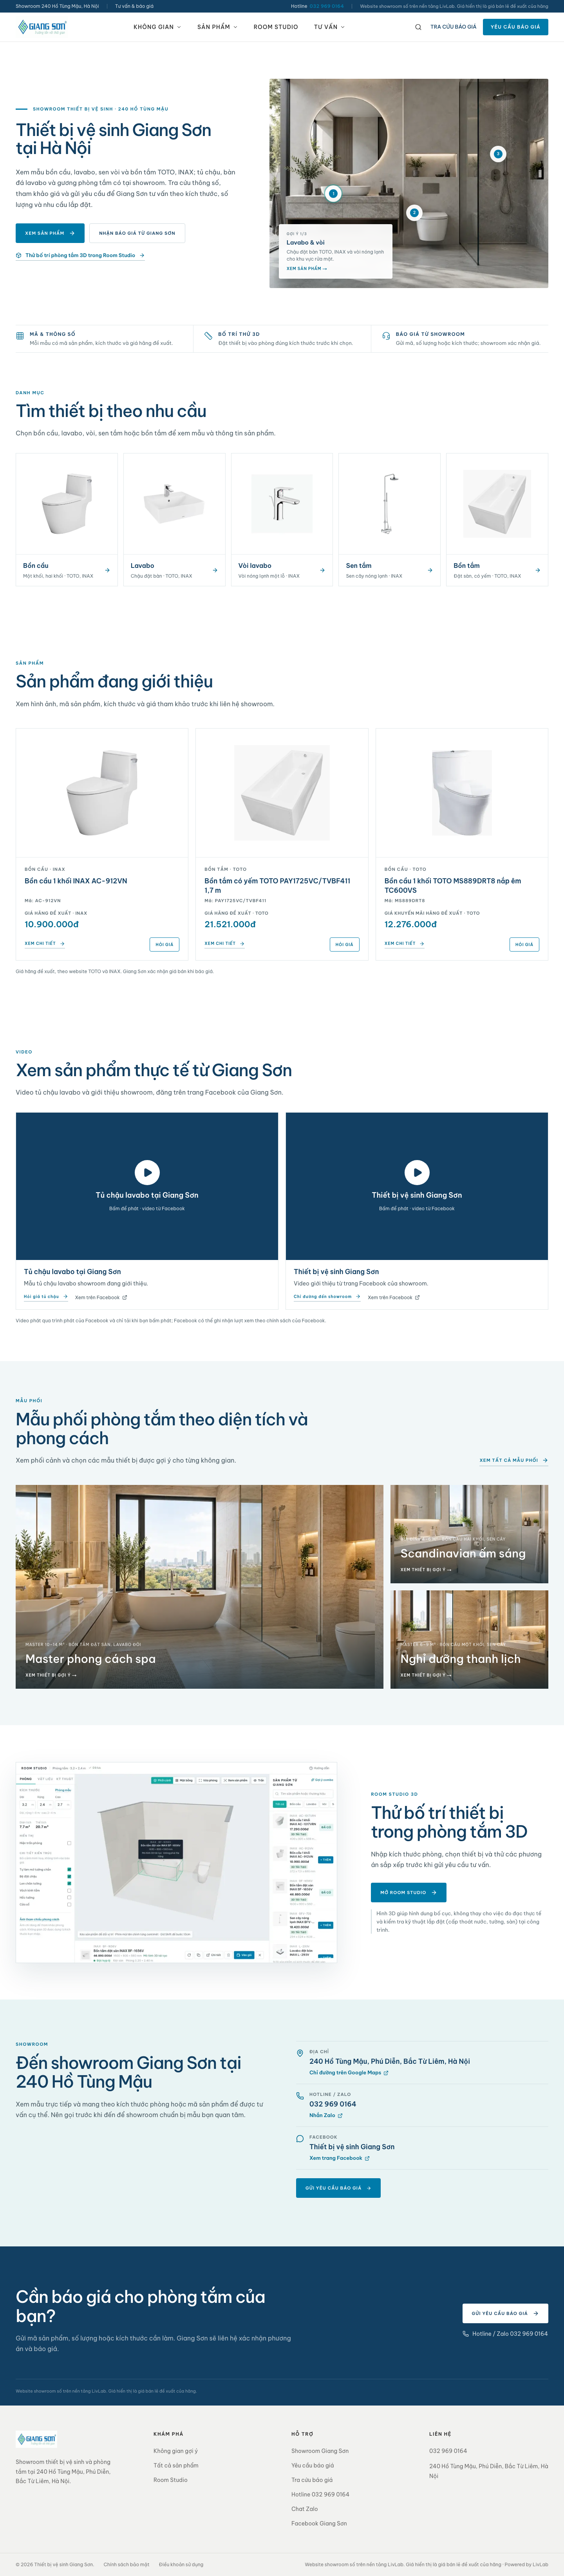 Showroom 240 Hồ Tùng Mậu, Hà Nội
Tư vấn & báo giá
Hotline 032 969 0164
Website showroom số trên nền tảng LivLab. Giá hiển thị là giá bán lẻ đề xuất của hãng
GIANG SƠN
KHÔNG GIAN
SẢN PHẨM
ROOM STUDIO
TƯ VẤN
TRA CỨU BÁO GIÁ
YÊU CẦU BÁO GIÁ
SHOWROOM THIẾT BỊ VỆ SINH · 240 HỒ TÙNG MẬU
Thiết bị vệ sinh Giang Sơn
tại Hà Nội
Xem mẫu bồn cầu, lavabo, sen vòi và bồn tắm TOTO, INAX; tủ chậu, bàn
đá lavabo và gương phòng tắm có tại showroom. Tra cứu thông số,
tham khảo giá và gửi yêu cầu để Giang Sơn tư vấn theo kích thước, số
lượng và nhu cầu lắp đặt.
XEM SẢN PHẨM
NHẬN BÁO GIÁ TỪ GIANG SƠN
Thử bố trí phòng tắm 3D trong Room Studio
1
2
3
GỢI Ý 1/3
Lavabo & vòi
Chậu đặt bàn TOTO, INAX và vòi nóng lạnh
cho khu vực rửa mặt.
XEM SẢN PHẨM
MÃ & THÔNG SỐ
Mỗi mẫu có mã sản phẩm, kích thước và giá hãng đề xuất.
BỐ TRÍ THỬ 3D
Đặt thiết bị vào phòng đúng kích thước trước khi chọn.
BÁO GIÁ TỪ SHOWROOM
Gửi mã, số lượng hoặc kích thước; showroom xác nhận giá.
DANH MỤC
Tìm thiết bị theo nhu cầu
Chọn bồn cầu, lavabo, vòi, sen tắm hoặc bồn tắm để xem mẫu và thông tin sản phẩm.
Bồn cầu
Một khối, hai khối · TOTO, INAX
Lavabo
Chậu đặt bàn · TOTO, INAX
Vòi lavabo
Vòi nóng lạnh một lỗ · INAX
Sen tắm
Sen cây nóng lạnh · INAX
Bồn tắm
Đặt sàn, có yếm · TOTO, INAX
SẢN PHẨM
Sản phẩm đang giới thiệu
Xem hình ảnh, mã sản phẩm, kích thước và giá tham khảo trước khi liên hệ showroom.
BỒN CẦU · INAX
Bồn cầu 1 khối INAX AC-912VN
Mã: AC-912VN
GIÁ HÃNG ĐỀ XUẤT · INAX
10.900.000đ
XEM CHI TIẾT
HỎI GIÁ
BỒN TẮM · TOTO
Bồn tắm có yếm TOTO PAY1725VC/TVBF411
1,7 m
Mã: PAY1725VC/TVBF411
GIÁ HÃNG ĐỀ XUẤT · TOTO
21.521.000đ
XEM CHI TIẾT
HỎI GIÁ
BỒN CẦU · TOTO
Bồn cầu 1 khối TOTO MS889DRT8 nắp êm
TC600VS
Mã: MS889DRT8
GIÁ KHUYẾN MÃI HÃNG ĐỀ XUẤT · TOTO
12.276.000đ
XEM CHI TIẾT
HỎI GIÁ
Giá hãng đề xuất, theo website TOTO và INAX. Giang Sơn xác nhận giá bán khi báo giá.
VIDEO
Xem sản phẩm thực tế từ Giang Sơn
Video tủ chậu lavabo và giới thiệu showroom, đăng trên trang Facebook của Giang Sơn.
Tủ chậu lavabo tại Giang Sơn
Bấm để phát · video từ Facebook
Thiết bị vệ sinh Giang Sơn
Bấm để phát · video từ Facebook
Tủ chậu lavabo tại Giang Sơn
Mẫu tủ chậu lavabo showroom đang giới thiệu.
Hỏi giá tủ chậu
Xem trên Facebook
Thiết bị vệ sinh Giang Sơn
Video giới thiệu từ trang Facebook của showroom.
Chỉ đường đến showroom
Xem trên Facebook
Video phát qua trình phát của Facebook và chỉ tải khi bạn bấm phát; Facebook có thể ghi nhận lượt xem theo chính sách của Facebook.
MẪU PHỐI
Mẫu phối phòng tắm theo diện tích và
phong cách
Xem phối cảnh và chọn các mẫu thiết bị được gợi ý cho từng không gian.
XEM TẤT CẢ MẪU PHỐI
MASTER 10–14 M² · BỒN TẮM ĐẶT SÀN, LAVABO ĐÔI
Master phong cách spa
XEM THIẾT BỊ GỢI Ý
Scandinavian ấm sáng
XEM THIẾT BỊ GỢI Ý
Nghỉ dưỡng thanh lịch
XEM THIẾT BỊ GỢI Ý
ROOM STUDIO
ROOM STUDIO 3D
Thử bố trí thiết bị
trong phòng tắm 3D
Nhập kích thước phòng, chọn thiết bị và thử các phương
án sắp xếp trước khi gửi yêu cầu tư vấn.
MỞ ROOM STUDIO
Hình 3D giúp hình dung bố cục, không thay cho việc đo đạc thực tế
và kiểm tra kỹ thuật lắp đặt (cấp thoát nước, tường, sàn) tại công
trình.
SHOWROOM
Đến showroom Giang Sơn tại
240 Hồ Tùng Mậu
Xem mẫu trực tiếp và mang theo kích thước phòng hoặc mã sản phẩm để được tư
vấn cụ thể. Nên gọi trước khi đến để showroom chuẩn bị mẫu bạn quan tâm.
ĐỊA CHỈ
240 Hồ Tùng Mậu, Phú Diễn, Bắc Từ Liêm, Hà Nội
Chỉ đường trên Google Maps
HOTLINE / ZALO
032 969 0164
Nhắn Zalo
FACEBOOK
Thiết bị vệ sinh Giang Sơn
Xem trang Facebook
GỬI YÊU CẦU BÁO GIÁ
Cần báo giá cho phòng tắm của
bạn?
Gửi mã sản phẩm, số lượng hoặc kích thước cần làm. Giang Sơn sẽ liên hệ xác nhận phương
án và báo giá.
GỬI YÊU CẦU BÁO GIÁ
Hotline / Zalo 032 969 0164
Website showroom số trên nền tảng LivLab. Giá hiển thị là giá bán lẻ đề xuất của hãng.
GIANG SƠN
Showroom thiết bị vệ sinh và phòng
tắm tại 240 Hồ Tùng Mậu, Phú Diễn,
Bắc Từ Liêm, Hà Nội.
KHÁM PHÁ
Không gian gợi ý
Tất cả sản phẩm
Room Studio
HỖ TRỢ
Showroom Giang Sơn
Yêu cầu báo giá
Tra cứu báo giá
Hotline 032 969 0164
Chat Zalo
Facebook Giang Sơn
LIÊN HỆ
032 969 0164
240 Hồ Tùng Mậu, Phú Diễn, Bắc Từ Liêm, Hà
Nội
© 2026 Thiết bị vệ sinh Giang Sơn.
Chính sách bảo mật
Điều khoản sử dụng
Website showroom số trên nền tảng LivLab. Giá hiển thị là giá bán lẻ đề xuất của hãng · Powered by LivLab